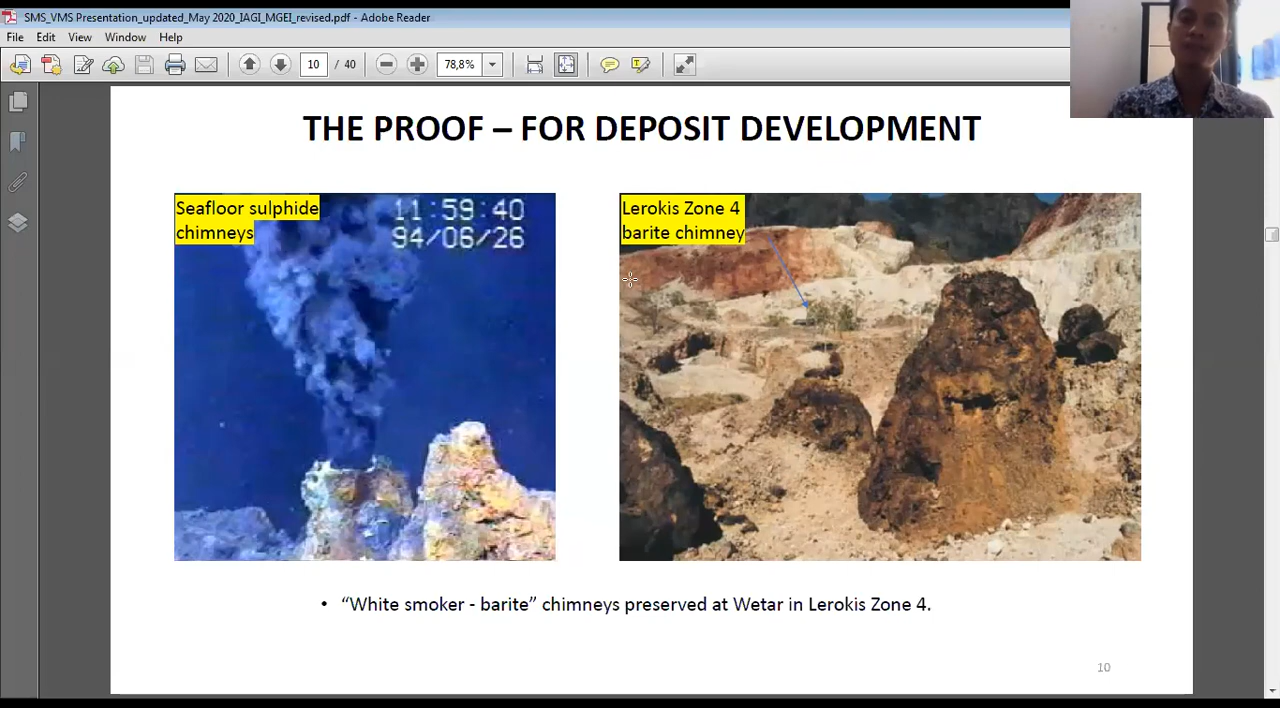 SMS_VMS Presentation_updated_May 2020_IAGI_MGEI_revised.pdf - Adobe Reader
File Edit View Window Help
10 / 40 78,8%
THE PROOF – FOR DEPOSIT DEVELOPMENT
Seafloor sulphide
chimneys
11:59:40
94/06/26
Lerokis Zone 4
barite chimney
• “White smoker - barite” chimneys preserved at Wetar in Lerokis Zone 4.
10